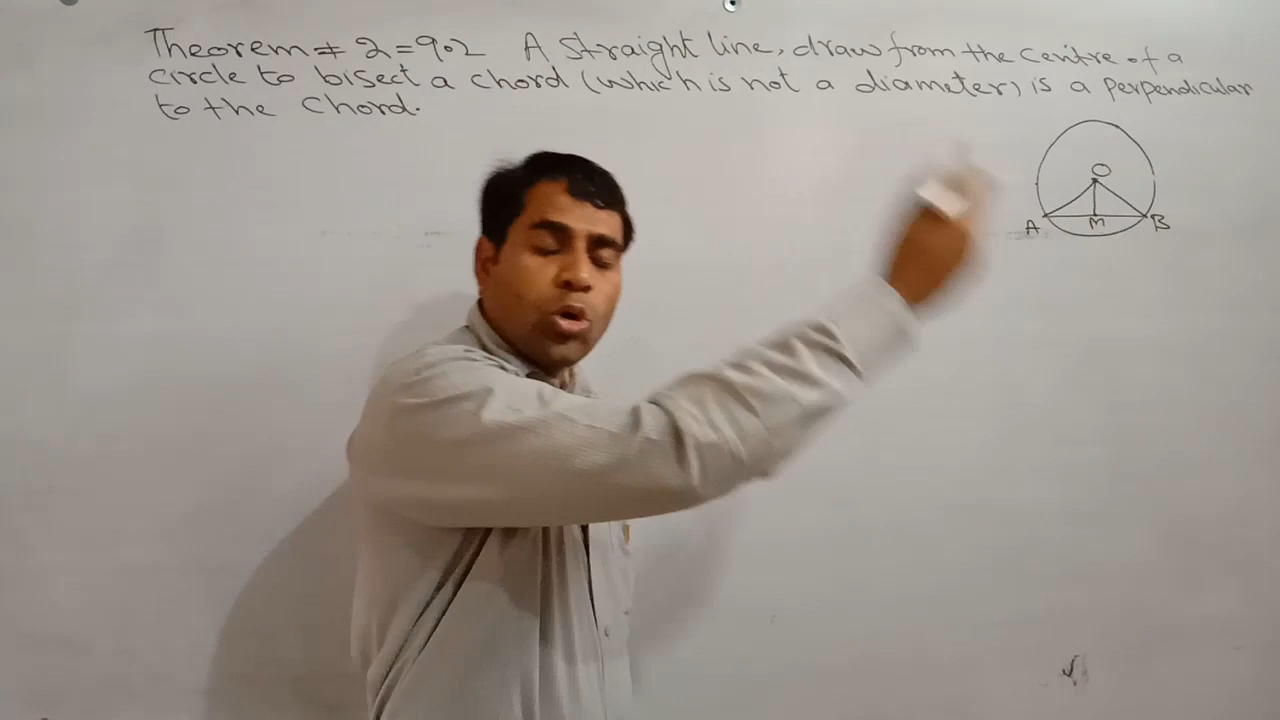 Theorem # 2=9.2 A straight line, draw from the centre of a
circle to bisect a chord (which is not a diameter) is a perpendicular
to the chord.
O
A M B